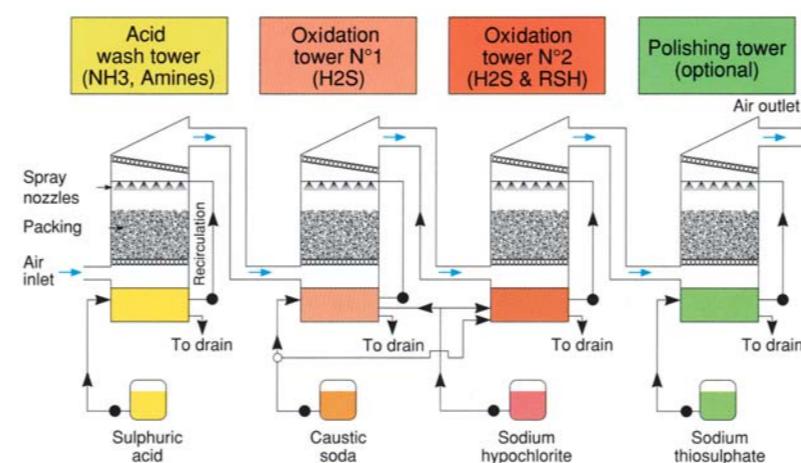 Acid
wash tower
(NH3, Amines)
Oxidation
tower N°1
(H2S)
Oxidation
tower N°2
(H2S & RSH)
Polishing tower
(optional)
Air outlet
Spray
nozzles
Packing
Air
inlet
Recirculation
To drain
To drain
To drain
To drain
Sulphuric
acid
Caustic
soda
Sodium
hypochlorite
Sodium
thiosulphate